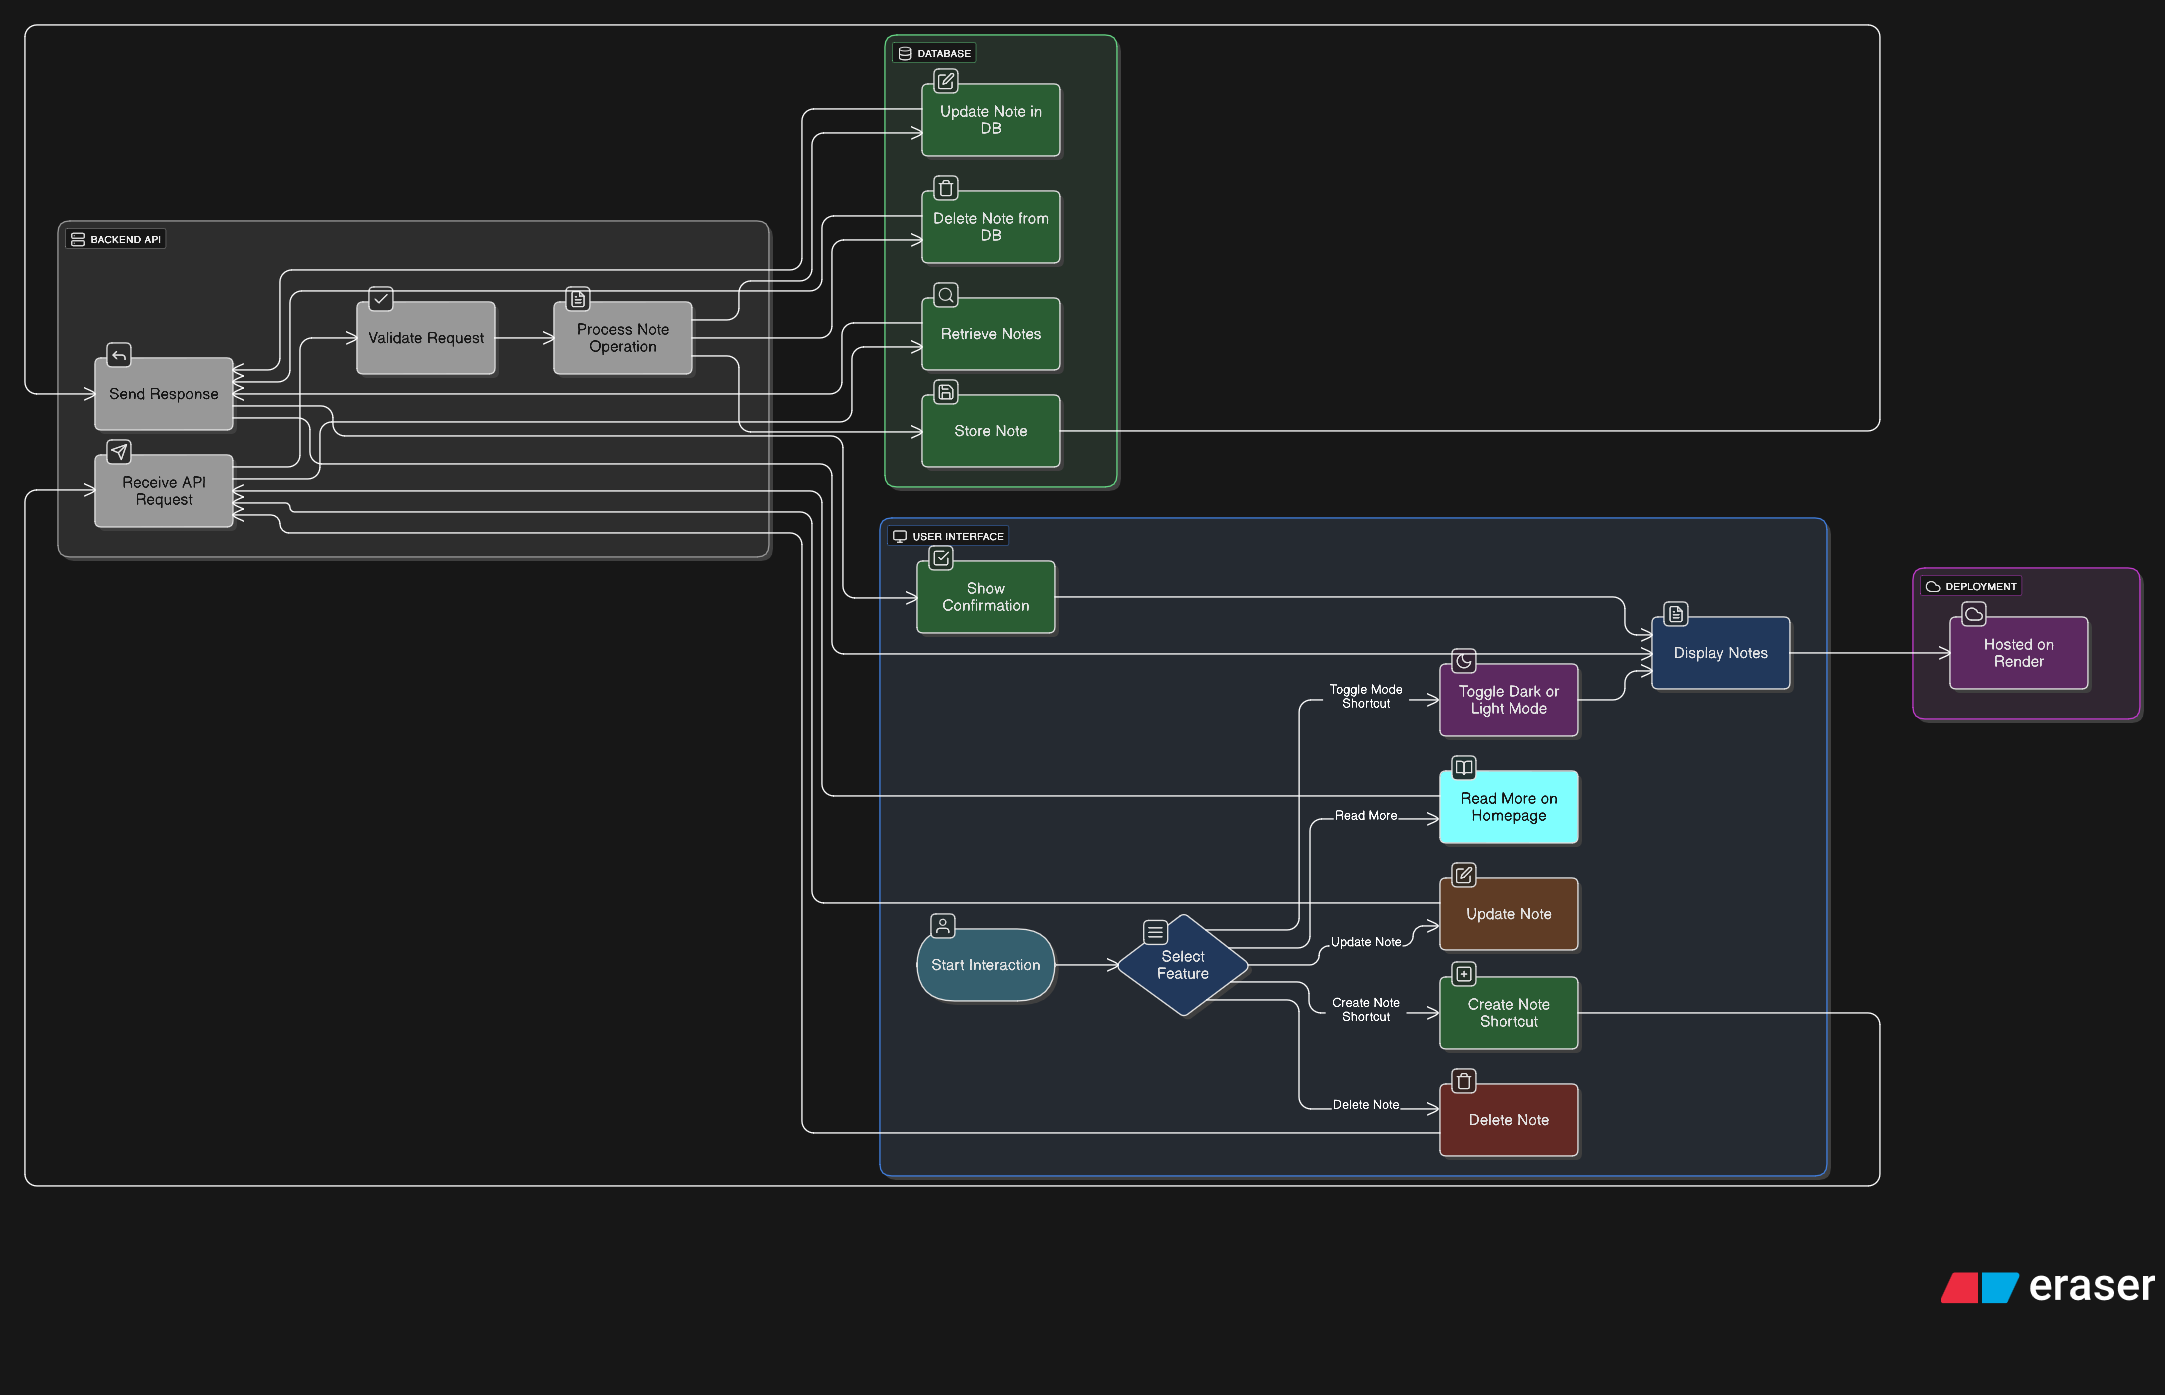 DATABASE
Update Note in
DB
Delete Note from
DB
Retrieve Notes
Store Note
BACKEND API
Validate Request
Process Note
Operation
Send Response
Receive API
Request
USER INTERFACE
Show
Confirmation
Display Notes
Toggle Mode
Shortcut
Toggle Dark or
Light Mode
Read More
Read More on
Homepage
Update Note
Update Note
Start Interaction
Select
Feature
Create Note
Shortcut
Create Note
Shortcut
Delete Note
Delete Note
DEPLOYMENT
Hosted on
Render
eraser